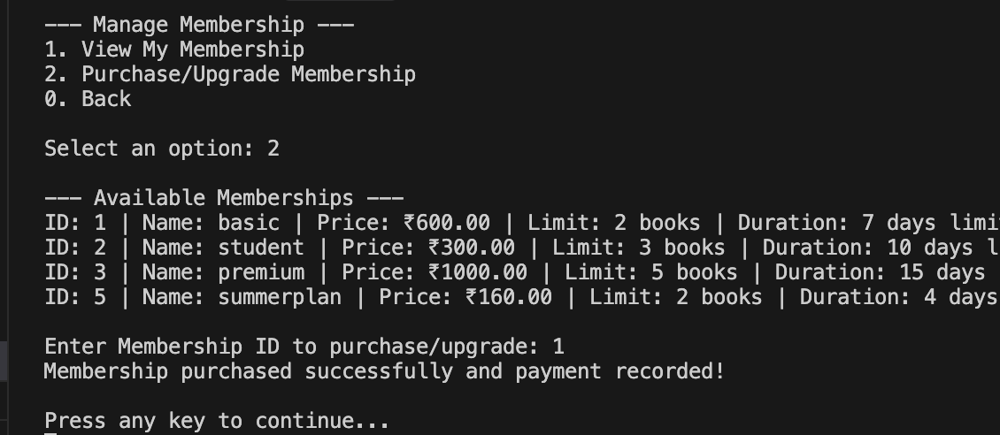 --- Manage Membership ---
1. View My Membership
2. Purchase/Upgrade Membership
0. Back
Select an option: 2
--- Available Memberships ---
ID: 1 | Name: basic | Price: ₹600.00 | Limit: 2 books | Duration: 7 days limi
ID: 2 | Name: student | Price: ₹300.00 | Limit: 3 books | Duration: 10 days l
ID: 3 | Name: premium | Price: ₹1000.00 | Limit: 5 books | Duration: 15 days
ID: 5 | Name: summerplan | Price: ₹160.00 | Limit: 2 books | Duration: 4 days
Enter Membership ID to purchase/upgrade: 1
Membership purchased successfully and payment recorded!
Press any key to continue...